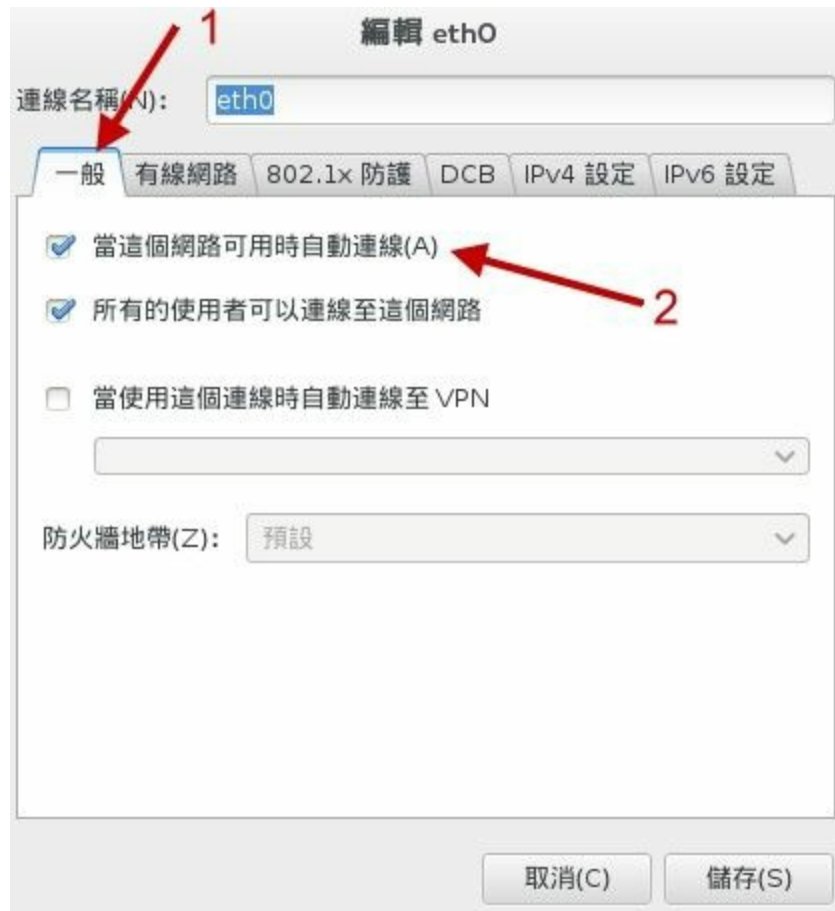 1
編輯 eth0
連線名稱(N): eth0
一般 有線網路 802.1x 防護 DCB IPv4 設定 IPv6 設定
當這個網路可用時自動連線(A)
2
所有的使用者可以連線至這個網路
當使用這個連線時自動連線至 VPN
防火牆地帶(Z): 預設
取消(C) 儲存(S)